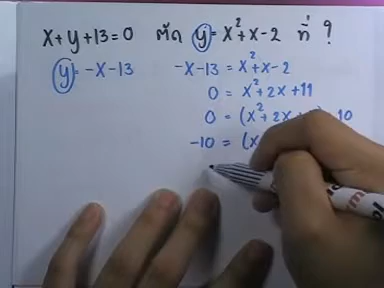 x+y+13=0 ตัด y = x²+x-2 ที่ ?
y = -x-13 -x-13 = x²+x-2
0 = x²+2x+11
0 = (x²+2x+ 10
-10 = (x